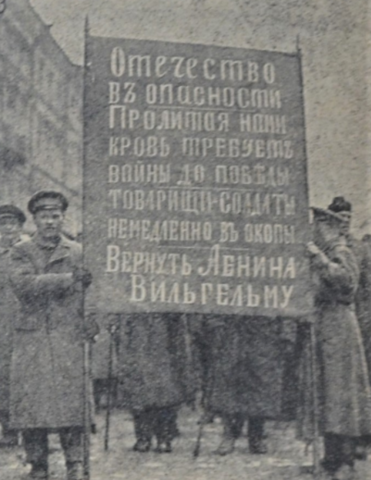 Отечество
въ опасности
Пролитая нами
кровь требуетъ
войны до побѣды
товарищи-солдаты
немедленно въ окопы
Вернуть Ленина
Вильгельму